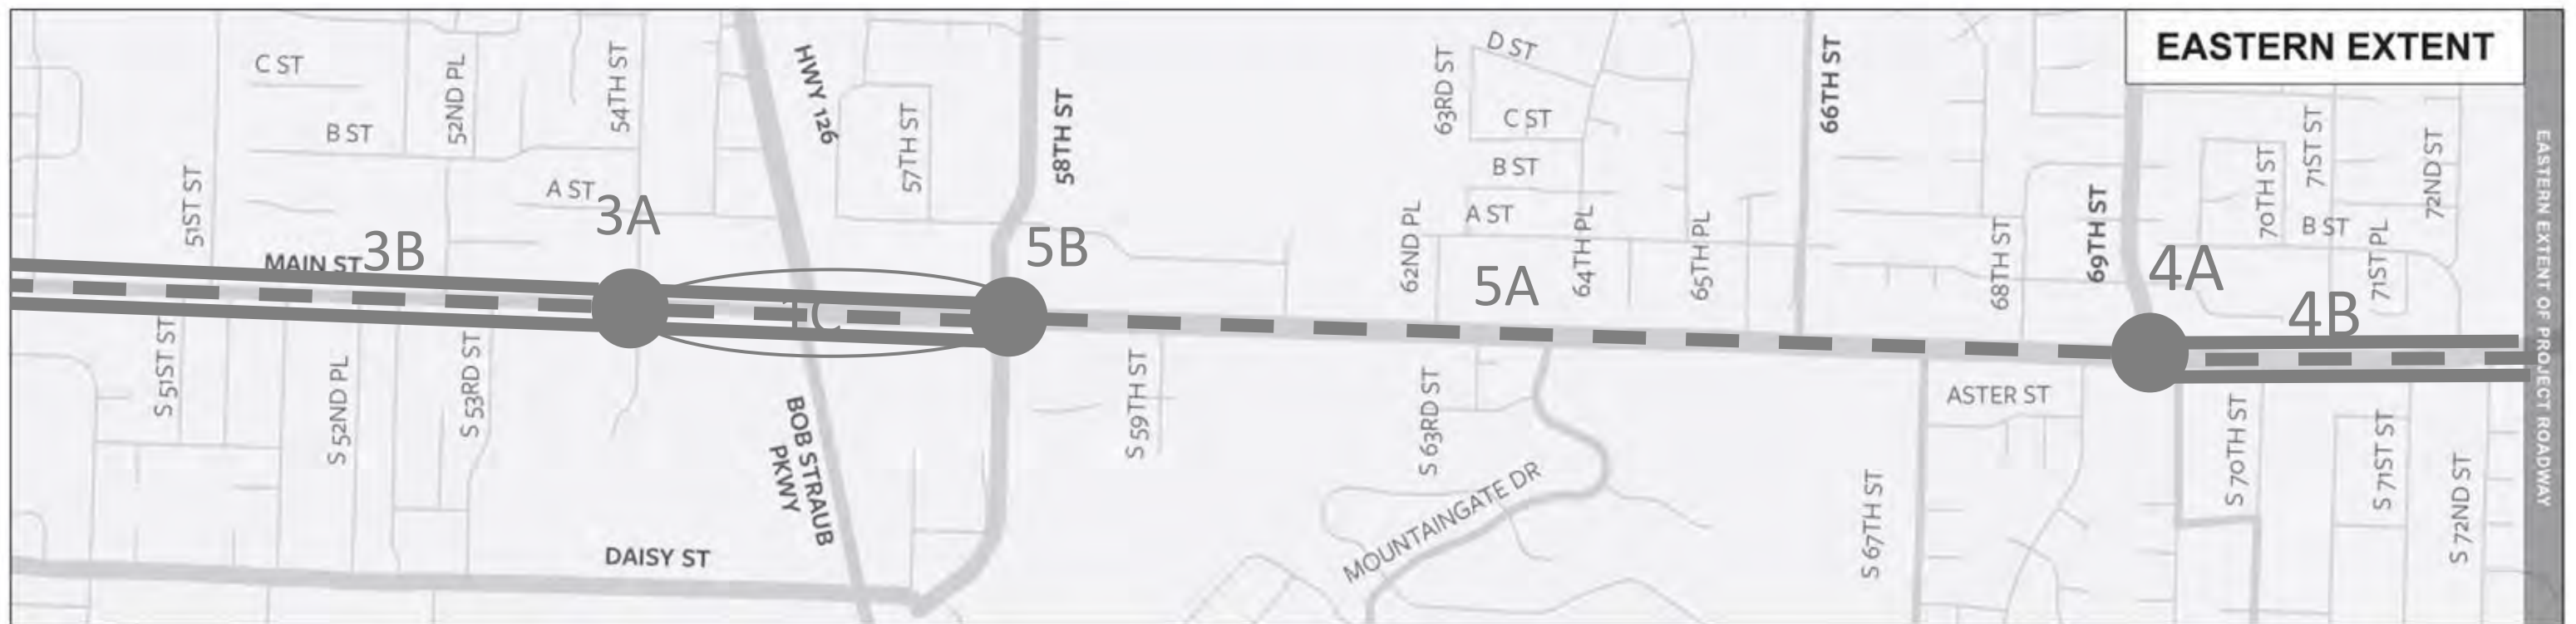 EASTERN EXTENT
C ST
52ND PL
54TH ST
HWY 126
57TH ST
58TH ST
63RD ST
D ST
C ST
66TH ST
B ST
51ST ST
A ST
3A
B ST
A ST
62ND PL
64TH PL
65TH PL
68TH ST
69TH ST
70TH ST
71ST ST
72ND ST
B ST
71ST PL
MAIN ST
3B
5B
5A
4A
4B
1C
S 51ST ST
S 52ND PL
S 53RD ST
BOB STRAUB
PKWY
S 59TH ST
S 63RD ST
MOUNTAINGATE DR
S 67TH ST
ASTER ST
S 70TH ST
S 71ST ST
S 72ND ST
DAISY ST
EASTERN EXTENT OF PROJECT ROADWAY